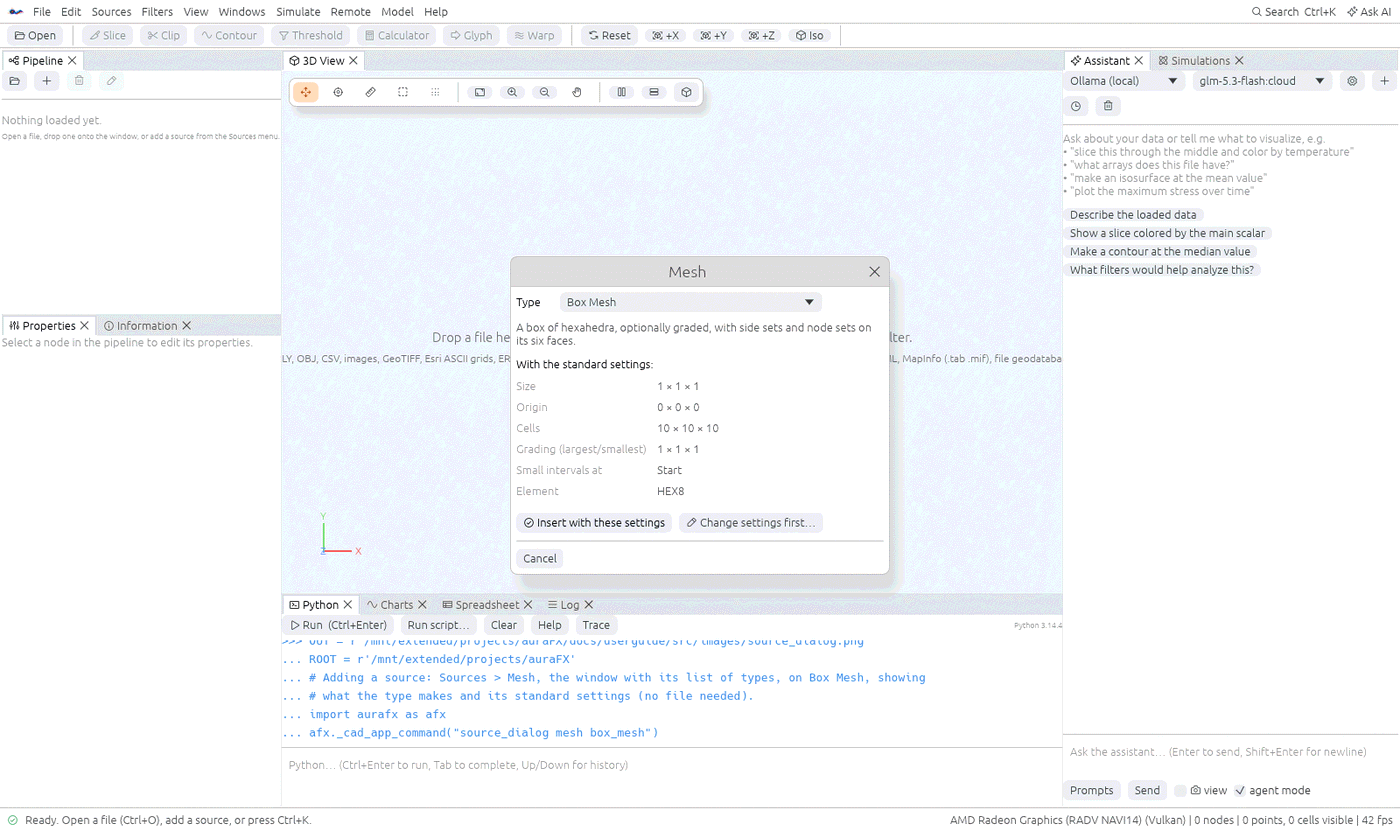 File Edit Sources Filters View Windows Simulate Remote Model Help
Search Ctrl+K Ask AI
Open Slice Clip Contour Threshold Calculator Glyph Warp Reset +X +Y +Z Iso
Pipeline
Nothing loaded yet.
Open a file, drop one onto the window, or add a source from the Sources menu.
Properties Information
Select a node in the pipeline to edit its properties.
3D View
Drop a file he
lter.
LY, OBJ, CSV, images, GeoTIFF, Esri ASCII grids, ER
IL, MapInfo (.tab .mif), file geodataba
Y
Z
X
Mesh
Type Box Mesh
A box of hexahedra, optionally graded, with side sets and node sets on
its six faces.
With the standard settings:
Size 1 × 1 × 1
Origin 0 × 0 × 0
Cells 10 × 10 × 10
Grading (largest/smallest) 1 × 1 × 1
Small intervals at Start
Element HEX8
Insert with these settings Change settings first...
Cancel
Python Charts Spreadsheet Log
Run (Ctrl+Enter) Run script... Clear Help Trace
Python 3.14.4
>>> OUT = r'/mnt/extended/projects/auraFX/docs/userguide/src/images/source_dialog.png'
... ROOT = r'/mnt/extended/projects/auraFX'
... # Adding a source: Sources > Mesh, the window with its list of types, on Box Mesh, showing
... # what the type makes and its standard settings (no file needed).
... import aurafx as afx
... afx._cad_app_command("source_dialog mesh box_mesh")
Python... (Ctrl+Enter to run, Tab to complete, Up/Down for history)
Assistant Simulations
Ollama (local) glm-5.3-flash:cloud
Ask about your data or tell me what to visualize, e.g.
• "slice this through the middle and color by temperature"
• "what arrays does this file have?"
• "make an isosurface at the mean value"
• "plot the maximum stress over time"
Describe the loaded data
Show a slice colored by the main scalar
Make a contour at the median value
What filters would help analyze this?
Ask the assistant... (Enter to send, Shift+Enter for newline)
Prompts Send view agent mode
Ready. Open a file (Ctrl+O), add a source, or press Ctrl+K.
AMD Radeon Graphics (RADV NAVI14) (Vulkan) | 0 nodes | 0 points, 0 cells visible | 42 fps